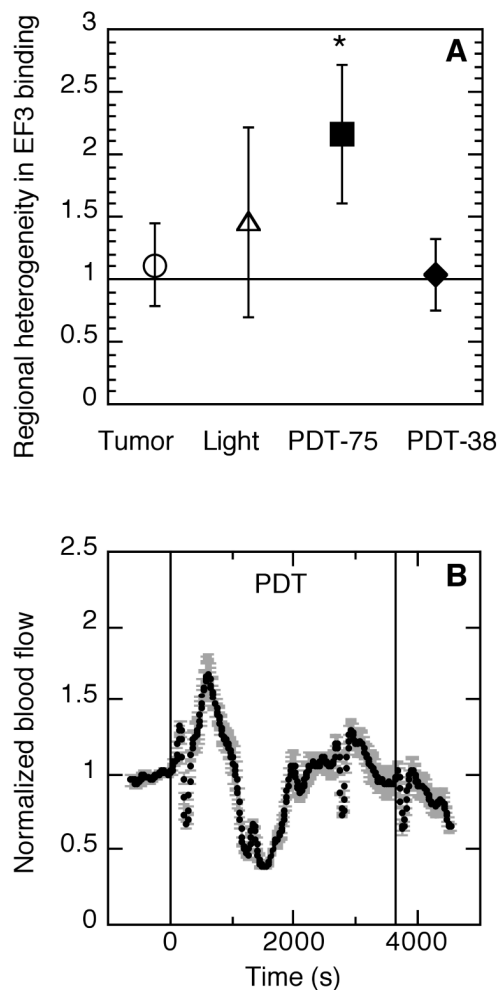 Regional heterogeneity in EF3 binding
3
2.5
2
1.5
1
0.5
0
*
A
Tumor Light PDT-75 PDT-38
Normalized blood flow
2.5
2
1.5
1
0.5
0
PDT
B
0 2000 4000
Time (s)